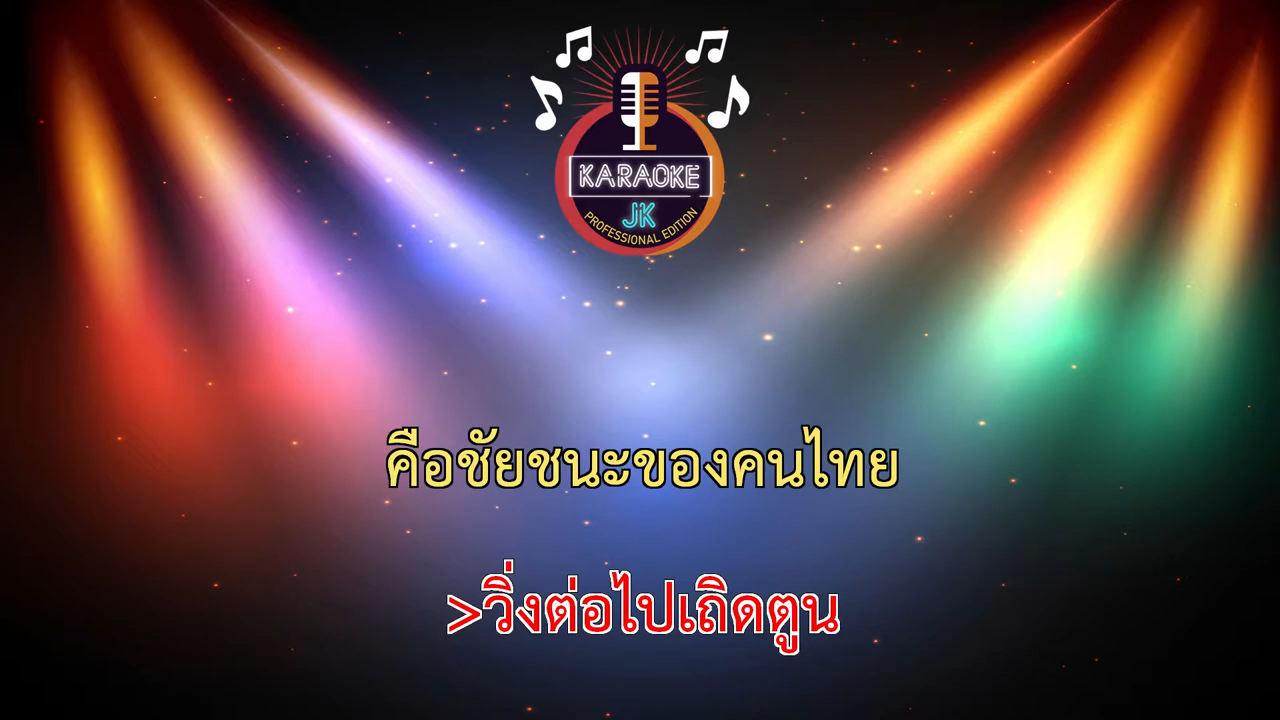 KARAOKE
JK
PROFESSIONAL EDITION
คือชัยชนะของคนไทย
>วิ่งต่อไปเถิดตูน